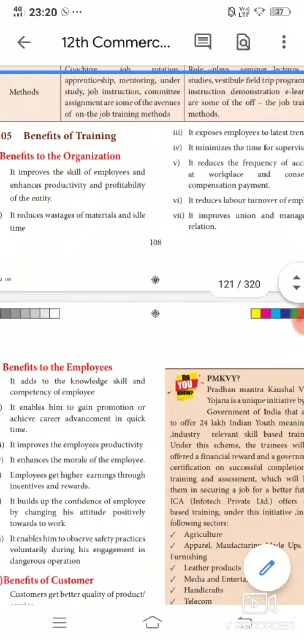 4G 23:20
VoB LTE 27
12th Commerc...
Coaching, job rotation,
apprenticeship, mentoring, under
study, job instruction, committee
assignment are some of the avenues
of on-the job training methods
Methods
Role -plays, seminar lectures
studies, vestibule field trip program
instruction demonstration e-lear
are some of the off – the job trai
methods.
05 Benefits of Training
Benefits to the Organization
It improves the skill of employees and
enhances productivity and profitability
of the entity.
) It reduces wastages of materials and idle
time
iii) It exposes employees to latest tren
iv) It minimizes the time for supervis
v) It reduces the frequency of acc
at workplace and conse
compensation payment.
vi) It reduces labour turnover of empl
vii) It improves union and manage
relation.
108
121 / 320
Benefits to the Employees
It adds to the knowledge skill and
competency of employee
) It enables him to gain promotion or
achieve career advancement in quick
time.
) It improves the employees productivity
It enhances the morale of the employee.
Employees get higher earnings through
incentives and rewards.
) It builds up the confidence of employee
by changing his attitude positively
towards to work
) It enables him to observe safety practices
voluntarily during his engagement in
dangerous operation
) Benefits of Customer
Customers get better quality of product/
Do YOU KNOW?
PMKVY?
Pradhan mantra Kaushal V
Yojana is a unique initiative by
Government of India that a
to offer 24 lakh Indian Youth meanin
,industry relevant skill based train
Under this scheme, the trainees will
offered a financial reward and a governm
certification on successful completion
training and assessment, which will
them in securing a job for a better fut
ICA (Infotech Private Ltd.) offers
based training, under this initiative ,in
following sectors:
✓ Agriculture
✓ Apparel, Manufacturing Made Ups
Furnishing
✓ Leather products
✓ Media and Enterta
✓ Handicrafts
✓ Telecom
V RECORDER